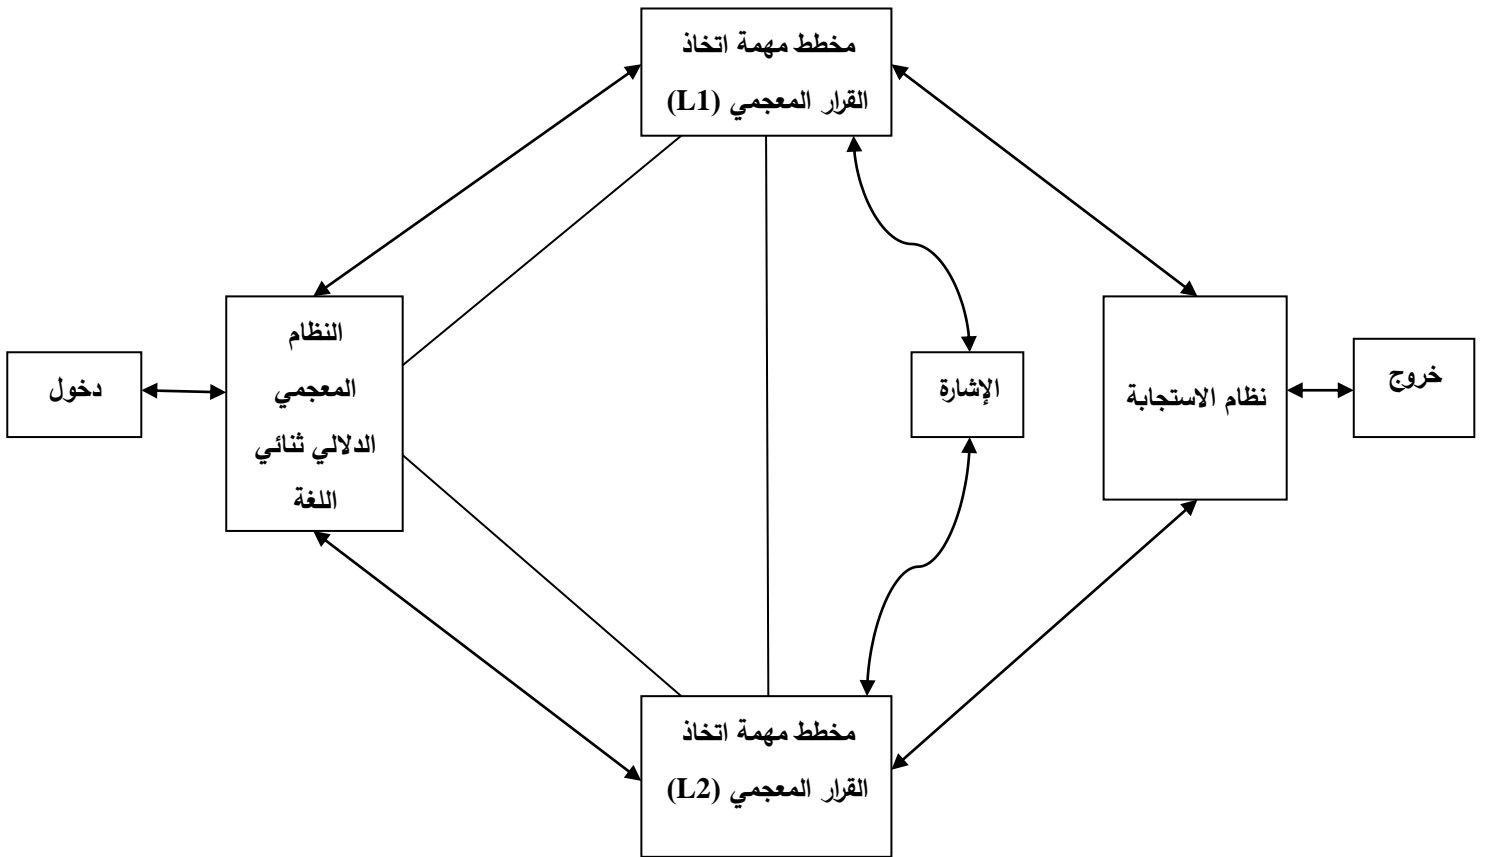 مخطط مهمة اتخاذ
القرار المعجمي (L1)
خروج
نظام الاستجابة
الإشارة
النظام
المعجمي
الدلالي ثنائي
اللغة
دخول
مخطط مهمة اتخاذ
القرار المعجمي (L2)